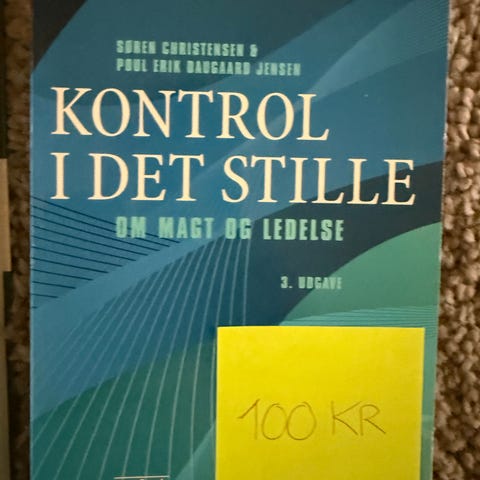 SØREN CHRISTENSEN &
POUL ERIK DAUGAARD JENSEN
KONTROL
I DET STILLE
OM MAGT OG LEDELSE
3. UDGAVE
100 KR